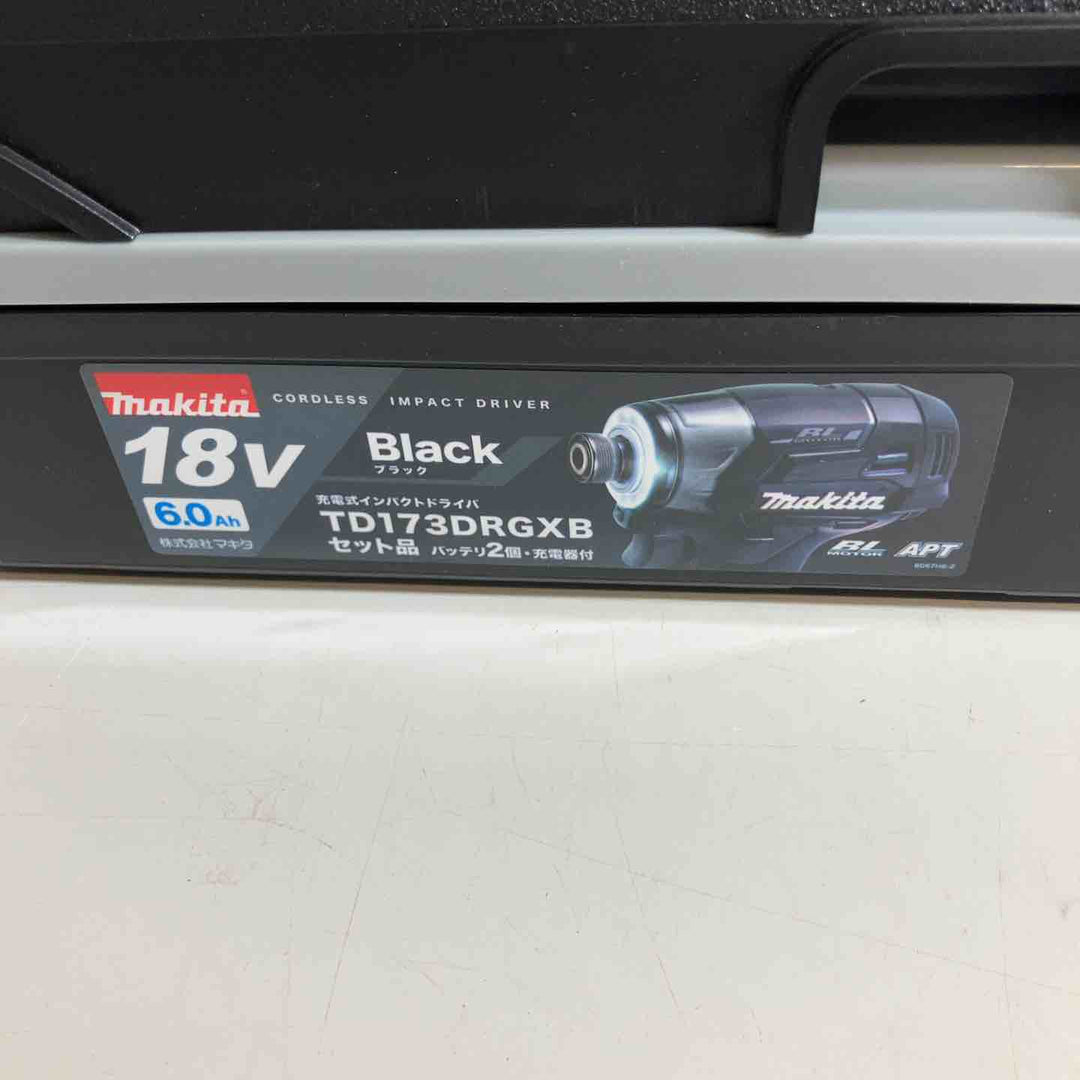 makita
CORDLESS IMPACT DRIVER
18V
Black
ブラック
6.0Ah
充電式インパクトドライバ
TD173DRGXB
株式会社マキタ
セット品 バッテリ2個・充電器付
BL
makita
BL
MOTOR
APT